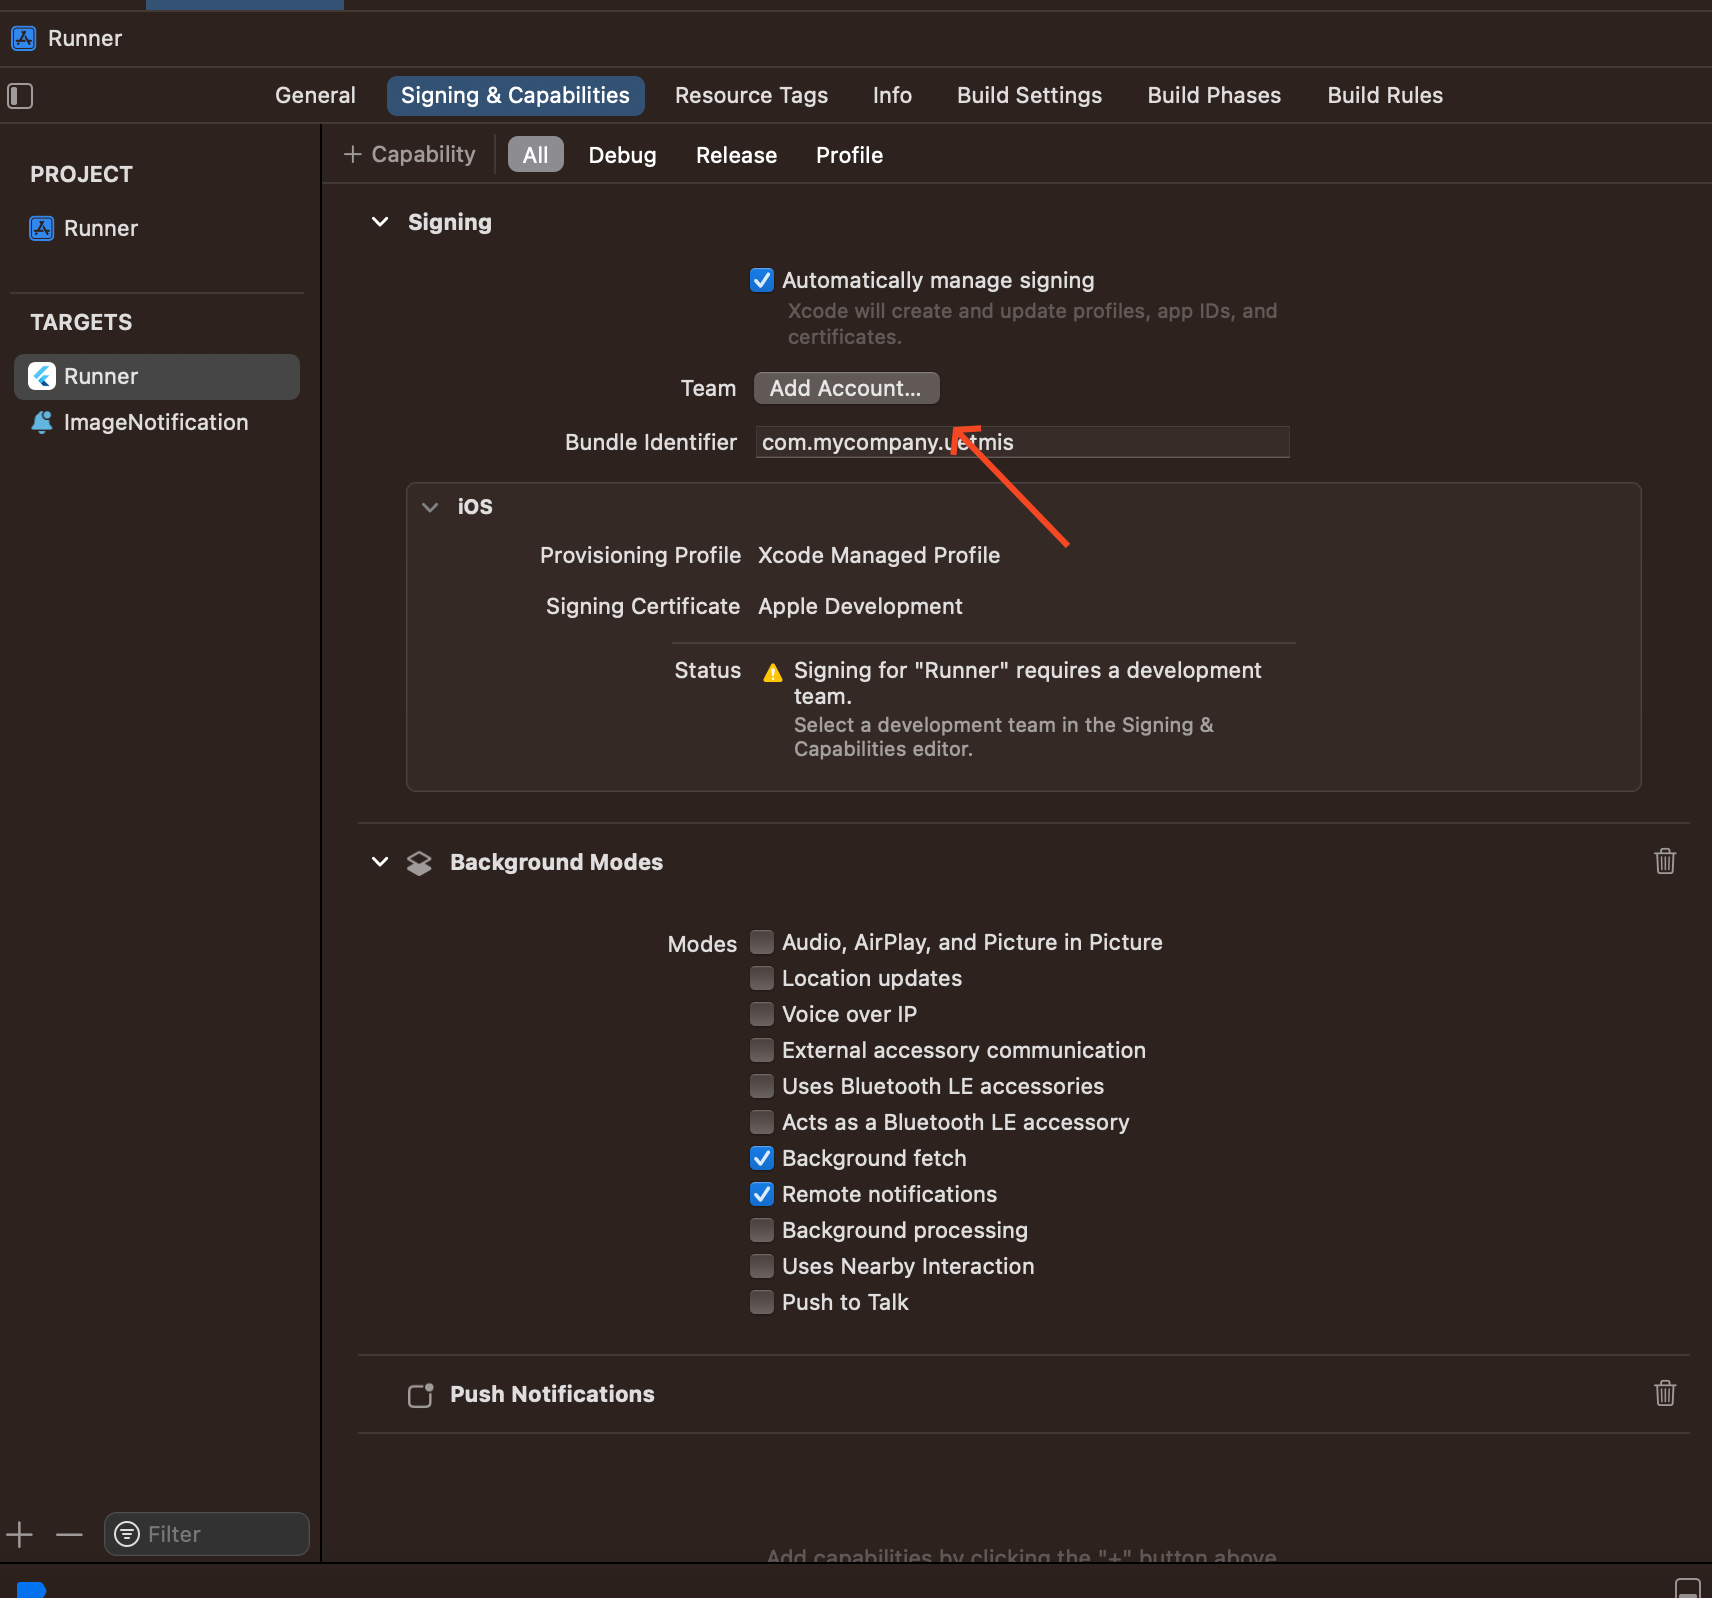 Runner
General
Signing & Capabilities
Resource Tags
Info
Build Settings
Build Phases
Build Rules
PROJECT
Runner
TARGETS
Runner
ImageNotification
Filter
+ Capability
All
Debug
Release
Profile
Signing
Automatically manage signing
Xcode will create and update profiles, app IDs, and
certificates.
Team
Add Account...
Bundle Identifier
com.mycompany.uetmis
iOS
Provisioning Profile
Xcode Managed Profile
Signing Certificate
Apple Development
Status
Signing for "Runner" requires a development
team.
Select a development team in the Signing &
Capabilities editor.
Background Modes
Modes
Audio, AirPlay, and Picture in Picture
Location updates
Voice over IP
External accessory communication
Uses Bluetooth LE accessories
Acts as a Bluetooth LE accessory
Background fetch
Remote notifications
Background processing
Uses Nearby Interaction
Push to Talk
Push Notifications
Add capabilities by clicking the "+" button above